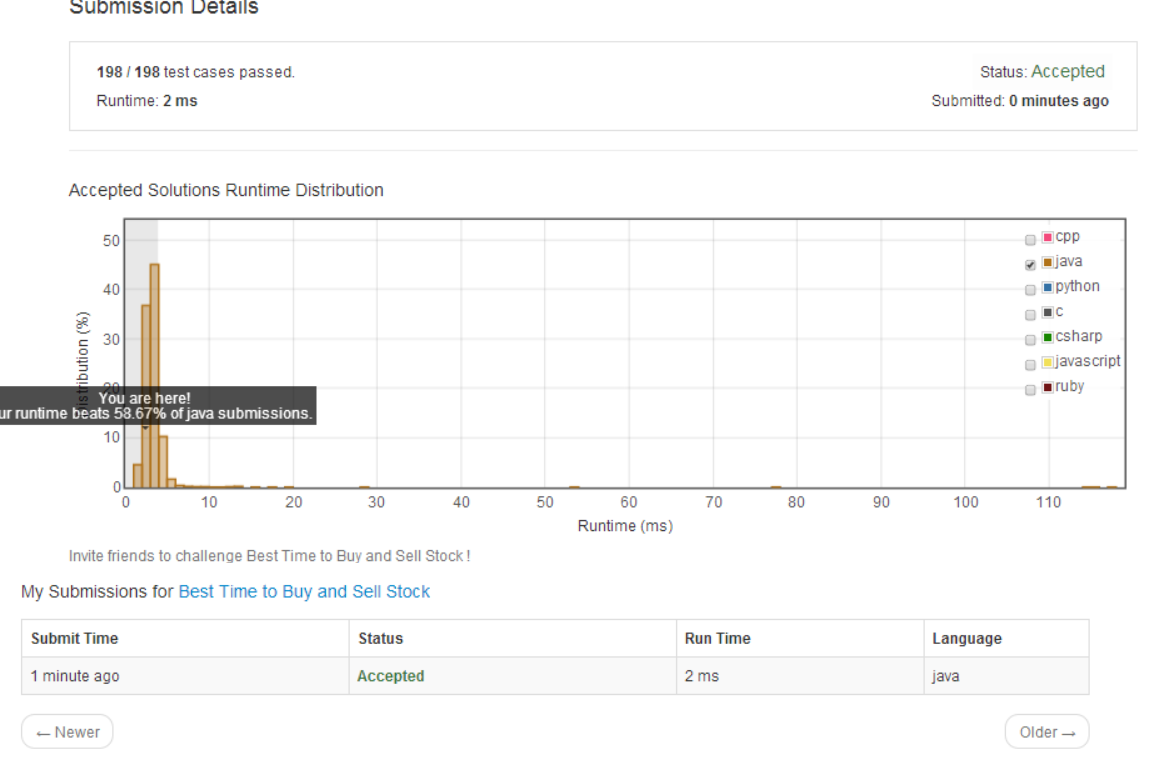 Submission Details
198 / 198 test cases passed.
Status: Accepted
Runtime: 2 ms
Submitted: 0 minutes ago
Accepted Solutions Runtime Distribution
50
40
30
20
10
0
Distribution (%)
You are here!
ur runtime beats 58.67% of java submissions.
cpp
java
python
c
csharp
javascript
ruby
0 10 20 30 40 50 60 70 80 90 100 110
Runtime (ms)
Invite friends to challenge Best Time to Buy and Sell Stock !
My Submissions for Best Time to Buy and Sell Stock
Submit Time Status Run Time Language
1 minute ago Accepted 2 ms java
← Newer
Older →